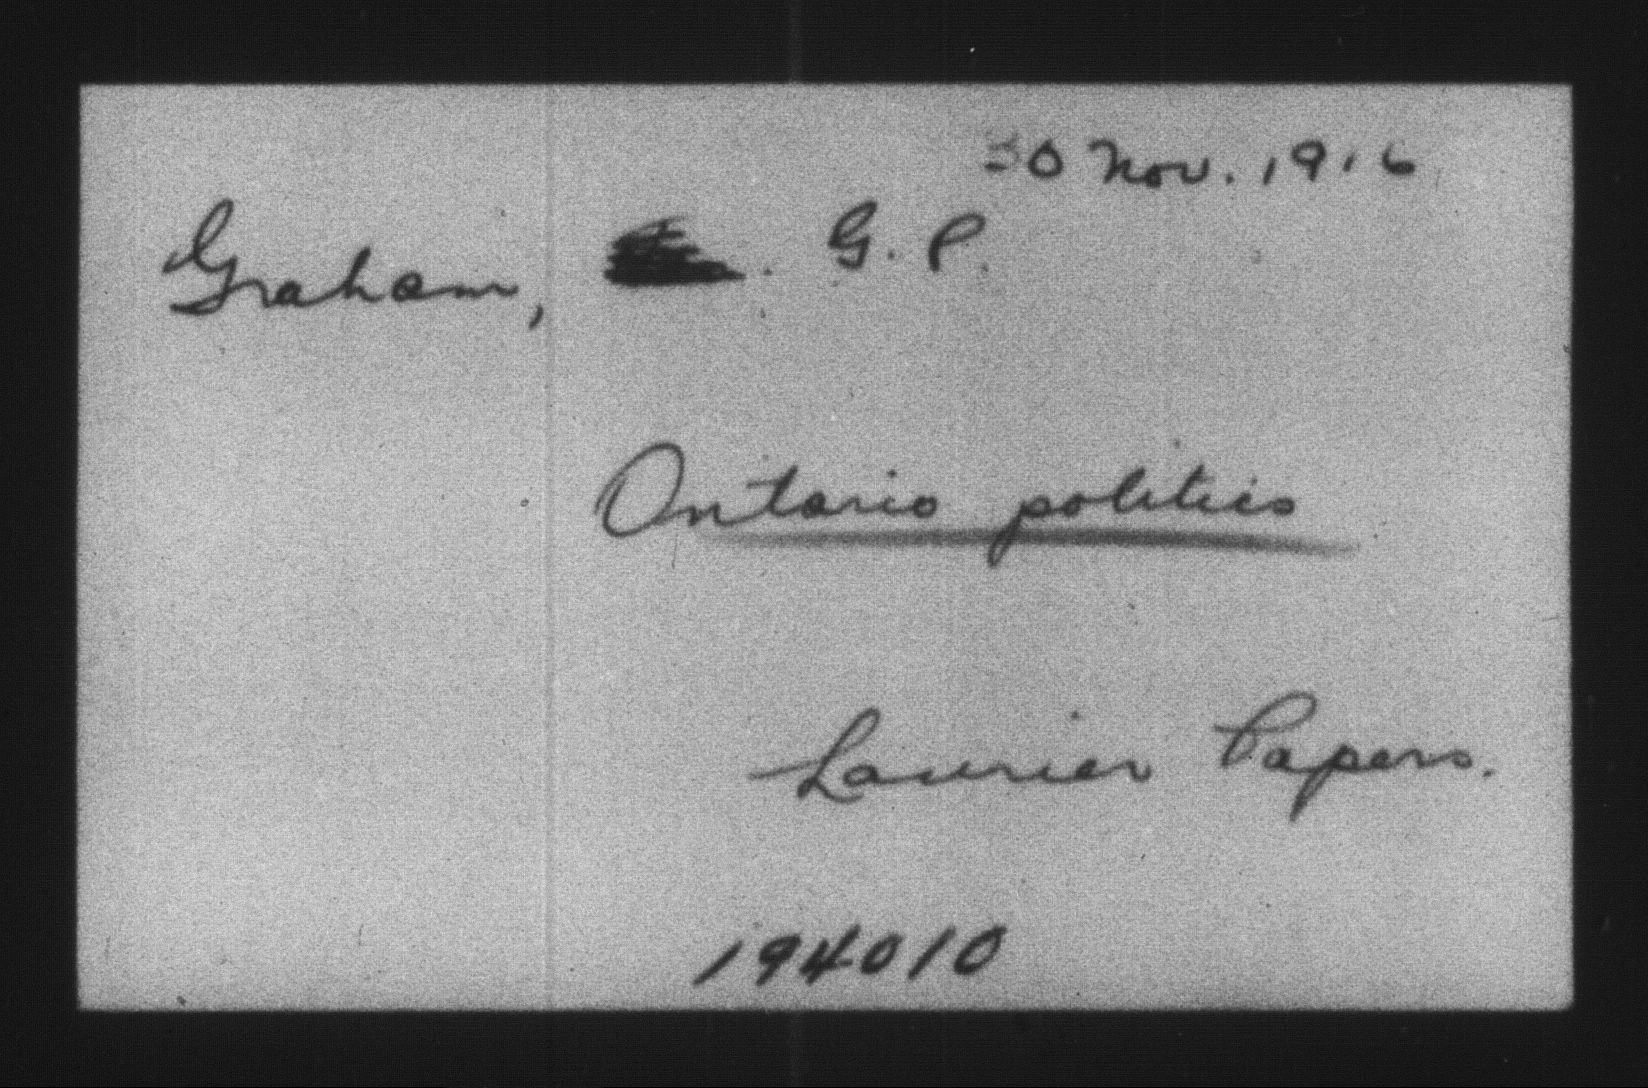 30 Nov. 1916
Graham, . G. P.
Ontario politics
Laurier Papers.
194010